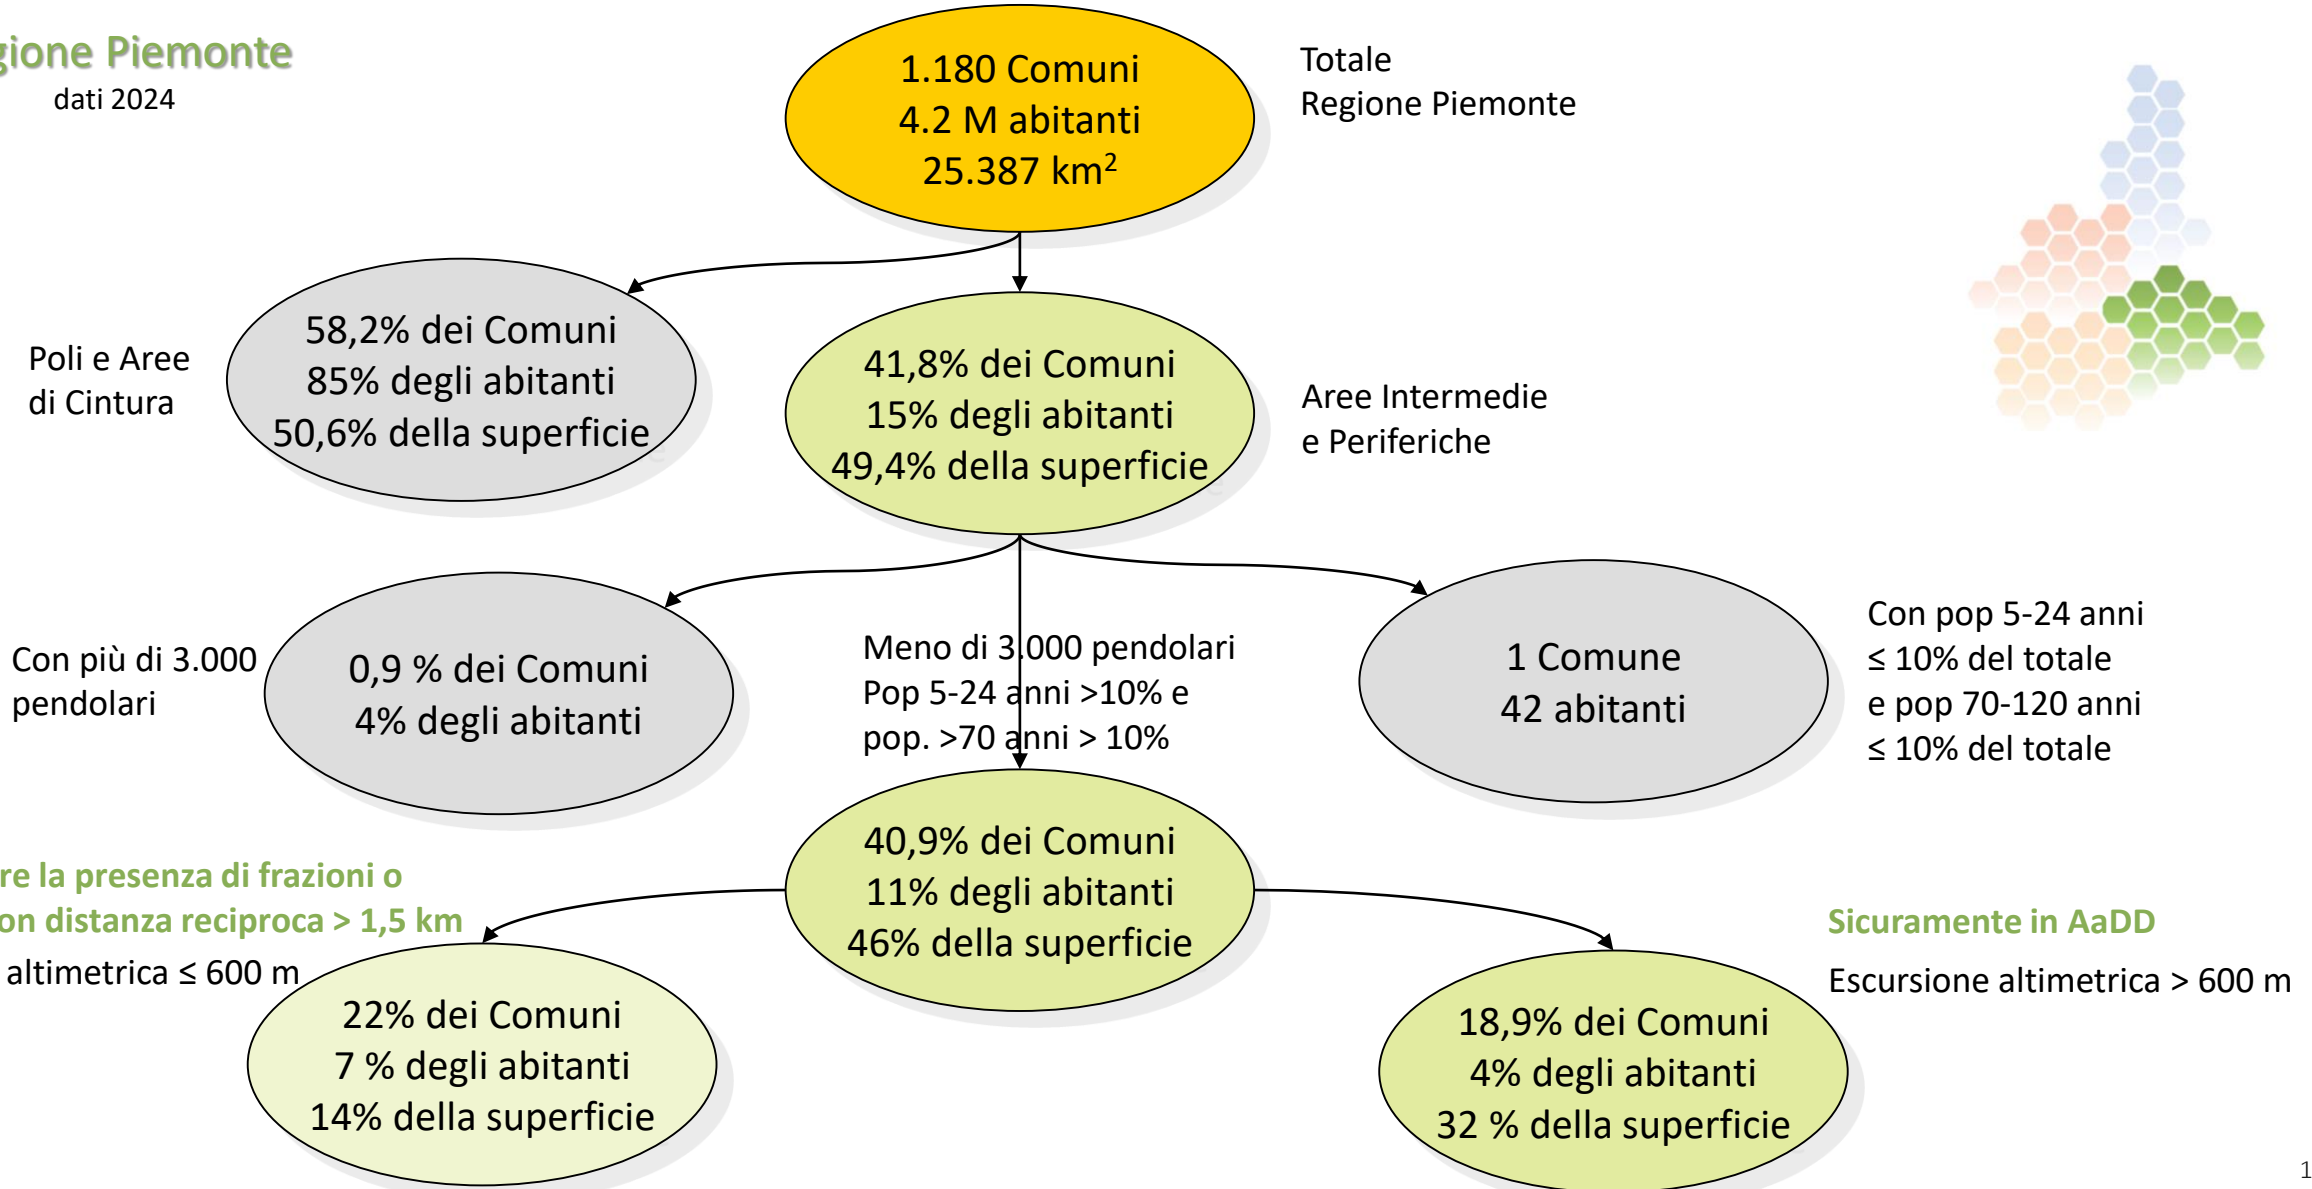 gione Piemonte
dati 2024
1.180 Comuni
4.2 M abitanti
25.387 km²
Totale
Regione Piemonte
Poli e Aree
di Cintura
58,2% dei Comuni
85% degli abitanti
50,6% della superficie
41,8% dei Comuni
15% degli abitanti
49,4% della superficie
Aree Intermedie
e Periferiche
Con più di 3.000
pendolari
0,9 % dei Comuni
4% degli abitanti
Meno di 3.000 pendolari
Pop 5-24 anni >10% e
pop. >70 anni > 10%
1 Comune
42 abitanti
Con pop 5-24 anni
≤ 10% del totale
e pop 70-120 anni
≤ 10% del totale
40,9% dei Comuni
11% degli abitanti
46% della superficie
re la presenza di frazioni o
on distanza reciproca > 1,5 km
altimetrica ≤ 600 m
22% dei Comuni
7 % degli abitanti
14% della superficie
Sicuramente in AaDD
Escursione altimetrica > 600 m
18,9% dei Comuni
4% degli abitanti
32 % della superficie
1